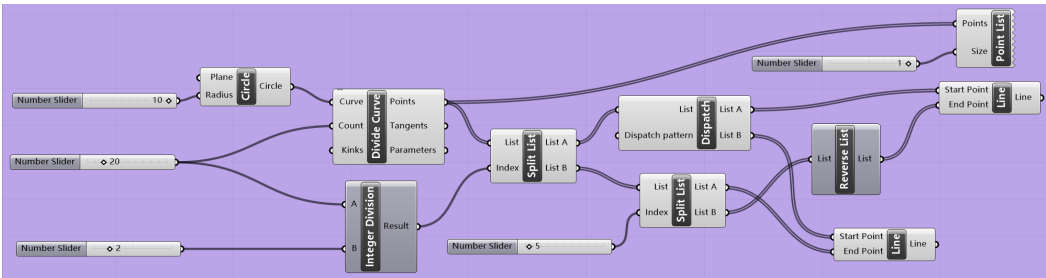 Points
Size
Point List
Number Slider 1
Plane
Radius
Circle
Circle
Number Slider 10
Curve
Count
Kinks
Divide Curve
Points
Tangents
Parameters
Number Slider 20
List
Index
Split List
List A
List B
List
Dispatch pattern
Dispatch
List A
List B
Start Point
End Point
Line
Line
List
Reverse List
List
A
B
Integer Division
Result
List
Index
Split List
List A
List B
Number Slider 2
Number Slider 5
Start Point
End Point
Line
Line